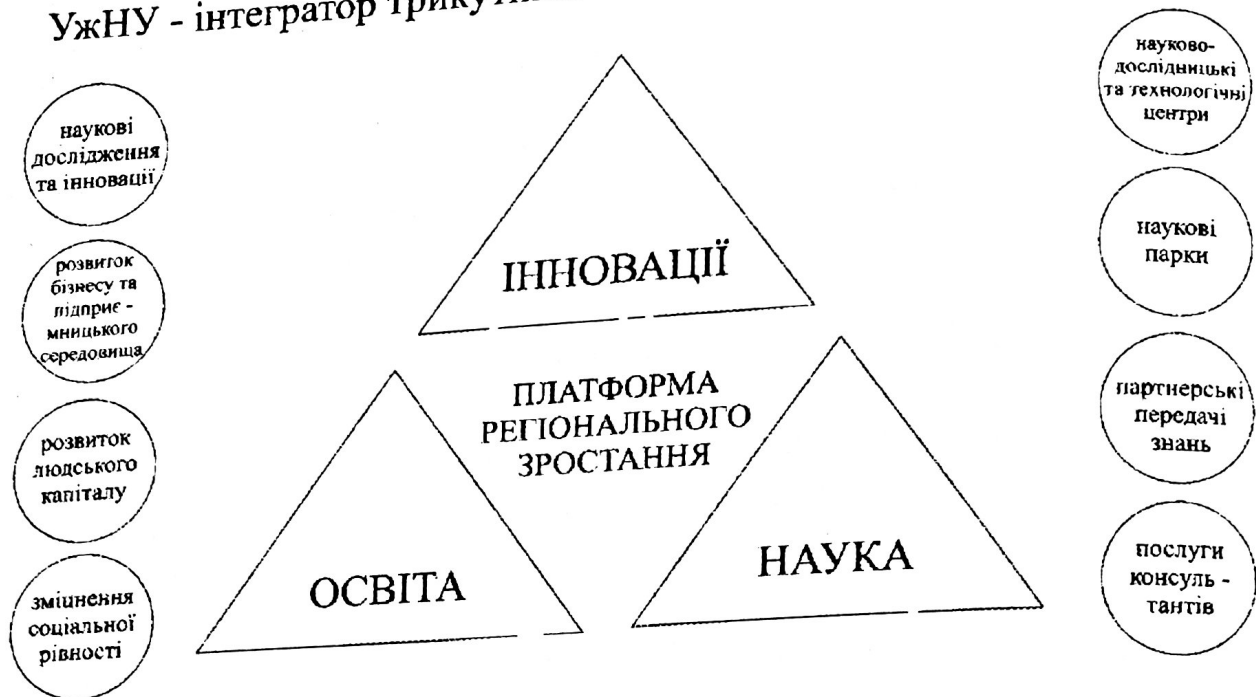 УжНУ - інтегратор
наукові
дослідження
та інновації
розвиток
бізнесу та
підприє -
мницького
середовища
розвиток
людського
капіталу
зміцнення
соціальної
рівності
ІННОВАЦІЇ
ПЛАТФОРМА
РЕГІОНАЛЬНОГО
ЗРОСТАННЯ
ОСВІТА
НАУКА
науково-
дослідницькі
та технологічні
центри
наукові
парки
партнерські
передачі
знань
послуги
консуль -
тантів